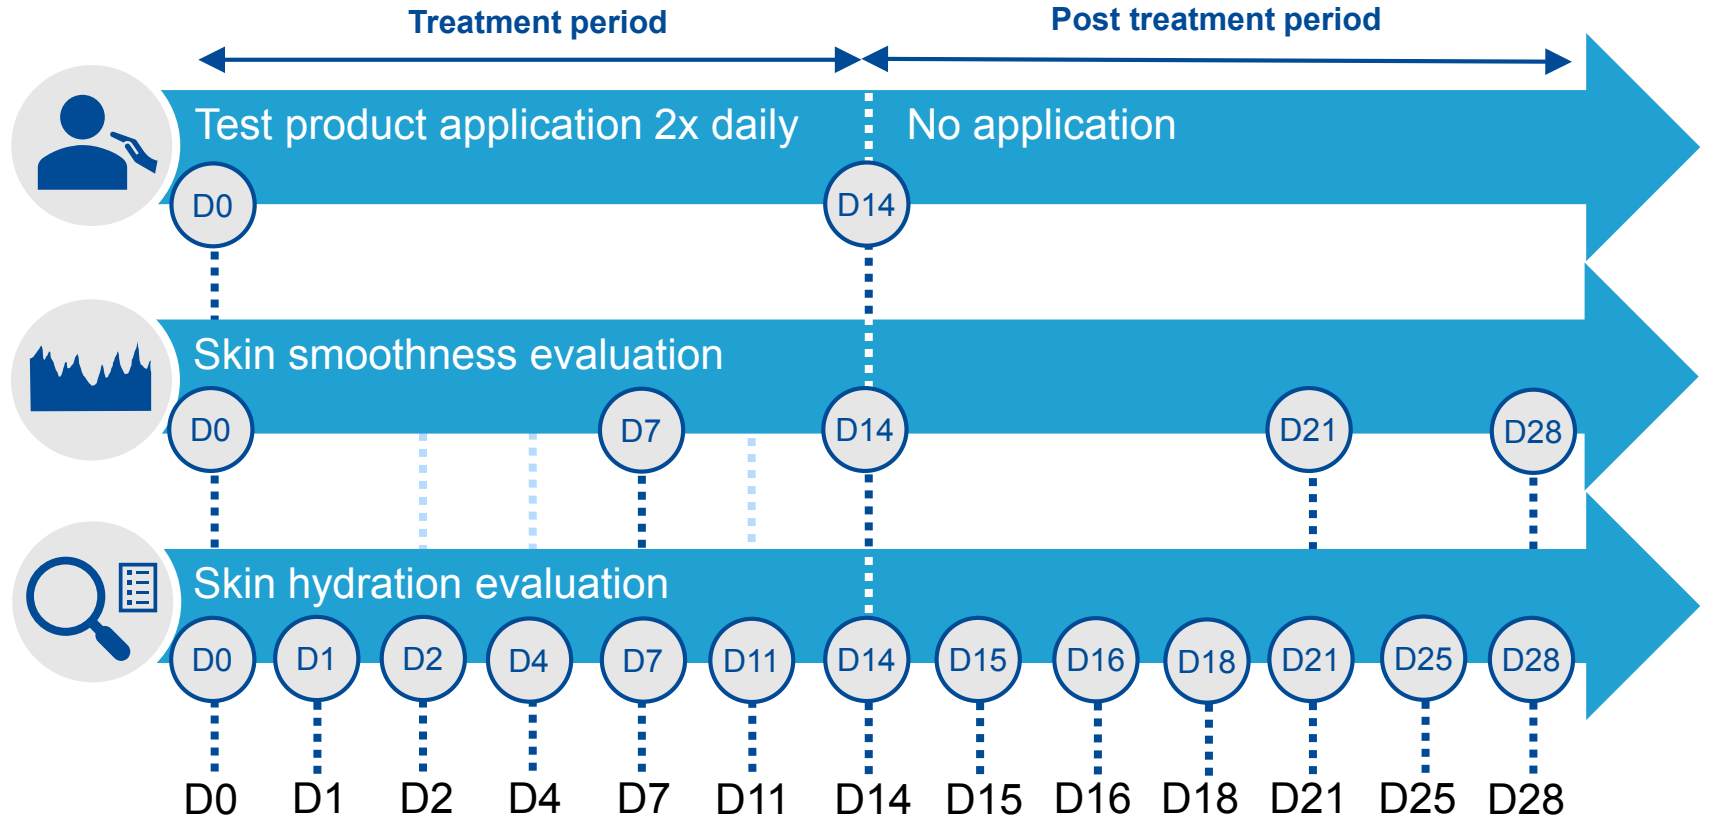 Treatment period
Post treatment period
Test product application 2x daily
No application
D0
D14
Skin smoothness evaluation
D0
D7
D14
D21
D28
Skin hydration evaluation
D0
D1
D2
D4
D7
D11
D14
D15
D16
D18
D21
D25
D28
D0
D1
D2
D4
D7
D11
D14
D15
D16
D18
D21
D25
D28